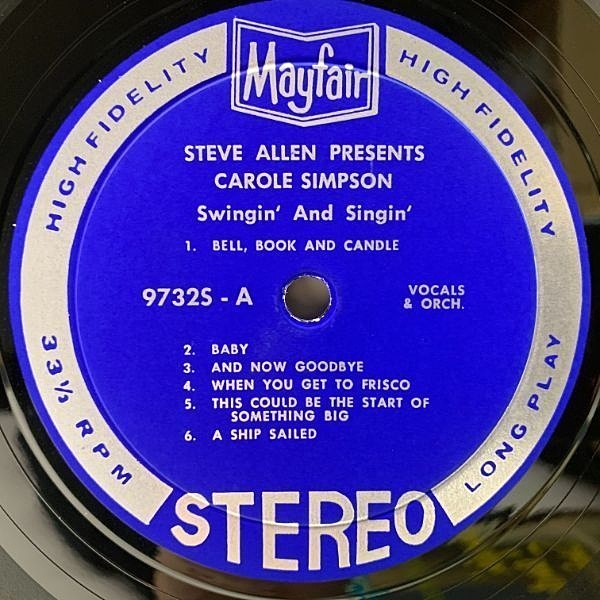 Mayfair
HIGH FIDELITY
HIGH FIDELITY
STEVE ALLEN PRESENTS
CAROLE SIMPSON
Swingin' And Singin'
1. BELL, BOOK AND CANDLE
9732S - A
VOCALS
& ORCH.
2. BABY
3. AND NOW GOODBYE
4. WHEN YOU GET TO FRISCO
5. THIS COULD BE THE START OF
SOMETHING BIG
6. A SHIP SAILED
33⅓ RPM
LONG PLAY
STEREO